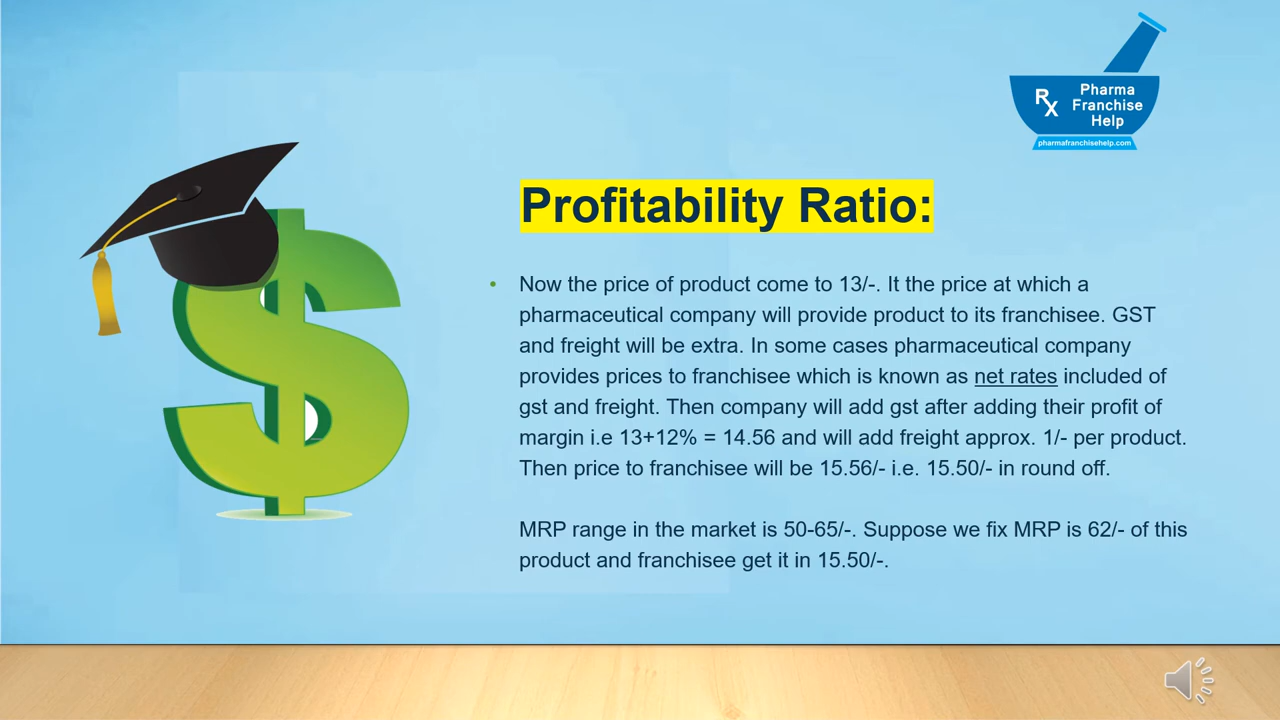 Rx
Pharma
Franchise
Help
pharmafranchisehelp.com
Profitability Ratio:
• Now the price of product come to 13/-. It the price at which a
pharmaceutical company will provide product to its franchisee. GST
and freight will be extra. In some cases pharmaceutical company
provides prices to franchisee which is known as net rates included of
gst and freight. Then company will add gst after adding their profit of
margin i.e 13+12% = 14.56 and will add freight approx. 1/- per product.
Then price to franchisee will be 15.56/- i.e. 15.50/- in round off.
MRP range in the market is 50-65/-. Suppose we fix MRP is 62/- of this
product and franchisee get it in 15.50/-.